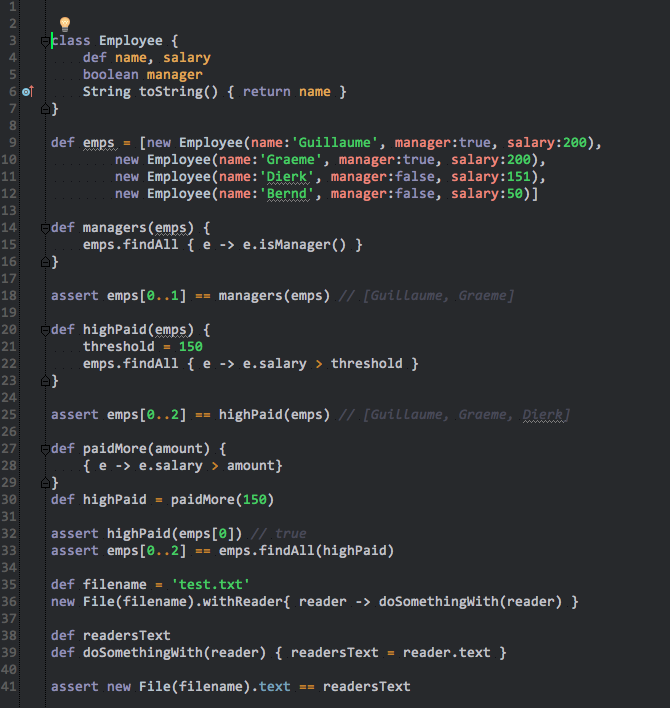 1
2
3 class Employee {
4     def name, salary
5     boolean manager
6     String toString() { return name }
7 }
8
9 def emps = [new Employee(name:'Guillaume', manager:true, salary:200),
10         new Employee(name:'Graeme', manager:true, salary:200),
11         new Employee(name:'Dierk', manager:false, salary:151),
12         new Employee(name:'Bernd', manager:false, salary:50)]
13
14 def managers(emps) {
15     emps.findAll { e -> e.isManager() }
16 }
17
18 assert emps[0..1] == managers(emps) // [Guillaume, Graeme]
19
20 def highPaid(emps) {
21     threshold = 150
22     emps.findAll { e -> e.salary > threshold }
23 }
24
25 assert emps[0..2] == highPaid(emps) // [Guillaume, Graeme, Dierk]
26
27 def paidMore(amount) {
28     { e -> e.salary > amount}
29 }
30 def highPaid = paidMore(150)
31
32 assert highPaid(emps[0]) // true
33 assert emps[0..2] == emps.findAll(highPaid)
34
35 def filename = 'test.txt'
36 new File(filename).withReader{ reader -> doSomethingWith(reader) }
37
38 def readersText
39 def doSomethingWith(reader) { readersText = reader.text }
40
41 assert new File(filename).text == readersText